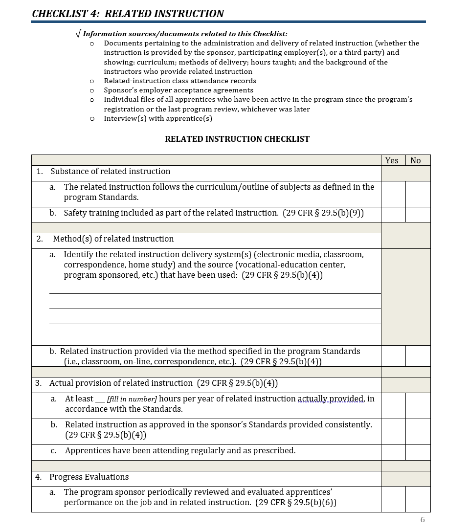 CHECKLIST 4: RELATED INSTRUCTION
√ Information sources/documents related to this Checklist:
o Documents pertaining to the administration and delivery of related instruction (whether the
instruction is provided by the sponsor, participating employer(s), or a third party) and
showing: curriculum; methods of delivery; hours taught; and the background of the
instructors who provide related instruction
o Related-instruction class attendance records
o Sponsor's employer acceptance agreements
o Individual files of all apprentices who have been active in the program since the program's
registration or the last program review, whichever was later
o Interview(s) with apprentice(s)
RELATED INSTRUCTION CHECKLIST
Yes No
1. Substance of related instruction
a. The related instruction follows the curriculum/outline of subjects as defined in the
program Standards.
b. Safety training included as part of the related instruction. (29 CFR § 29.5(b)(9))
2. Method(s) of related instruction
a. Identify the related instruction delivery system(s) (electronic media, classroom,
correspondence, home study) and the source (vocational-education center,
program sponsored, etc.) that have been used: (29 CFR § 29.5(b)(4))
b. Related instruction provided via the method specified in the program Standards
(i.e., classroom, on-line, correspondence, etc.). (29 CFR § 29.5(b)(4))
3. Actual provision of related instruction (29 CFR § 29.5(b)(4))
a. At least __ [fill in number] hours per year of related instruction actually provided, in
accordance with the Standards.
b. Related instruction as approved in the sponsor's Standards provided consistently.
(29 CFR § 29.5(b)(4))
c. Apprentices have been attending regularly and as prescribed.
4. Progress Evaluations
a. The program sponsor periodically reviewed and evaluated apprentices'
performance on the job and in related instruction. (29 CFR § 29.5(b)(6))